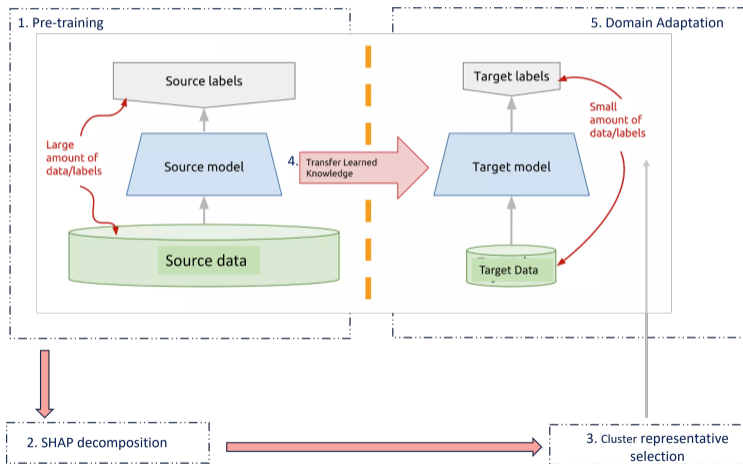 1. Pre-training
5. Domain Adaptation
Source labels
Target labels
Large
amount of
data/labels
Small
amount of
data/labels
Source model
4. Transfer Learned
Knowledge
Target model
Source data
Target Data
2. SHAP decomposition
3. Cluster representative
selection